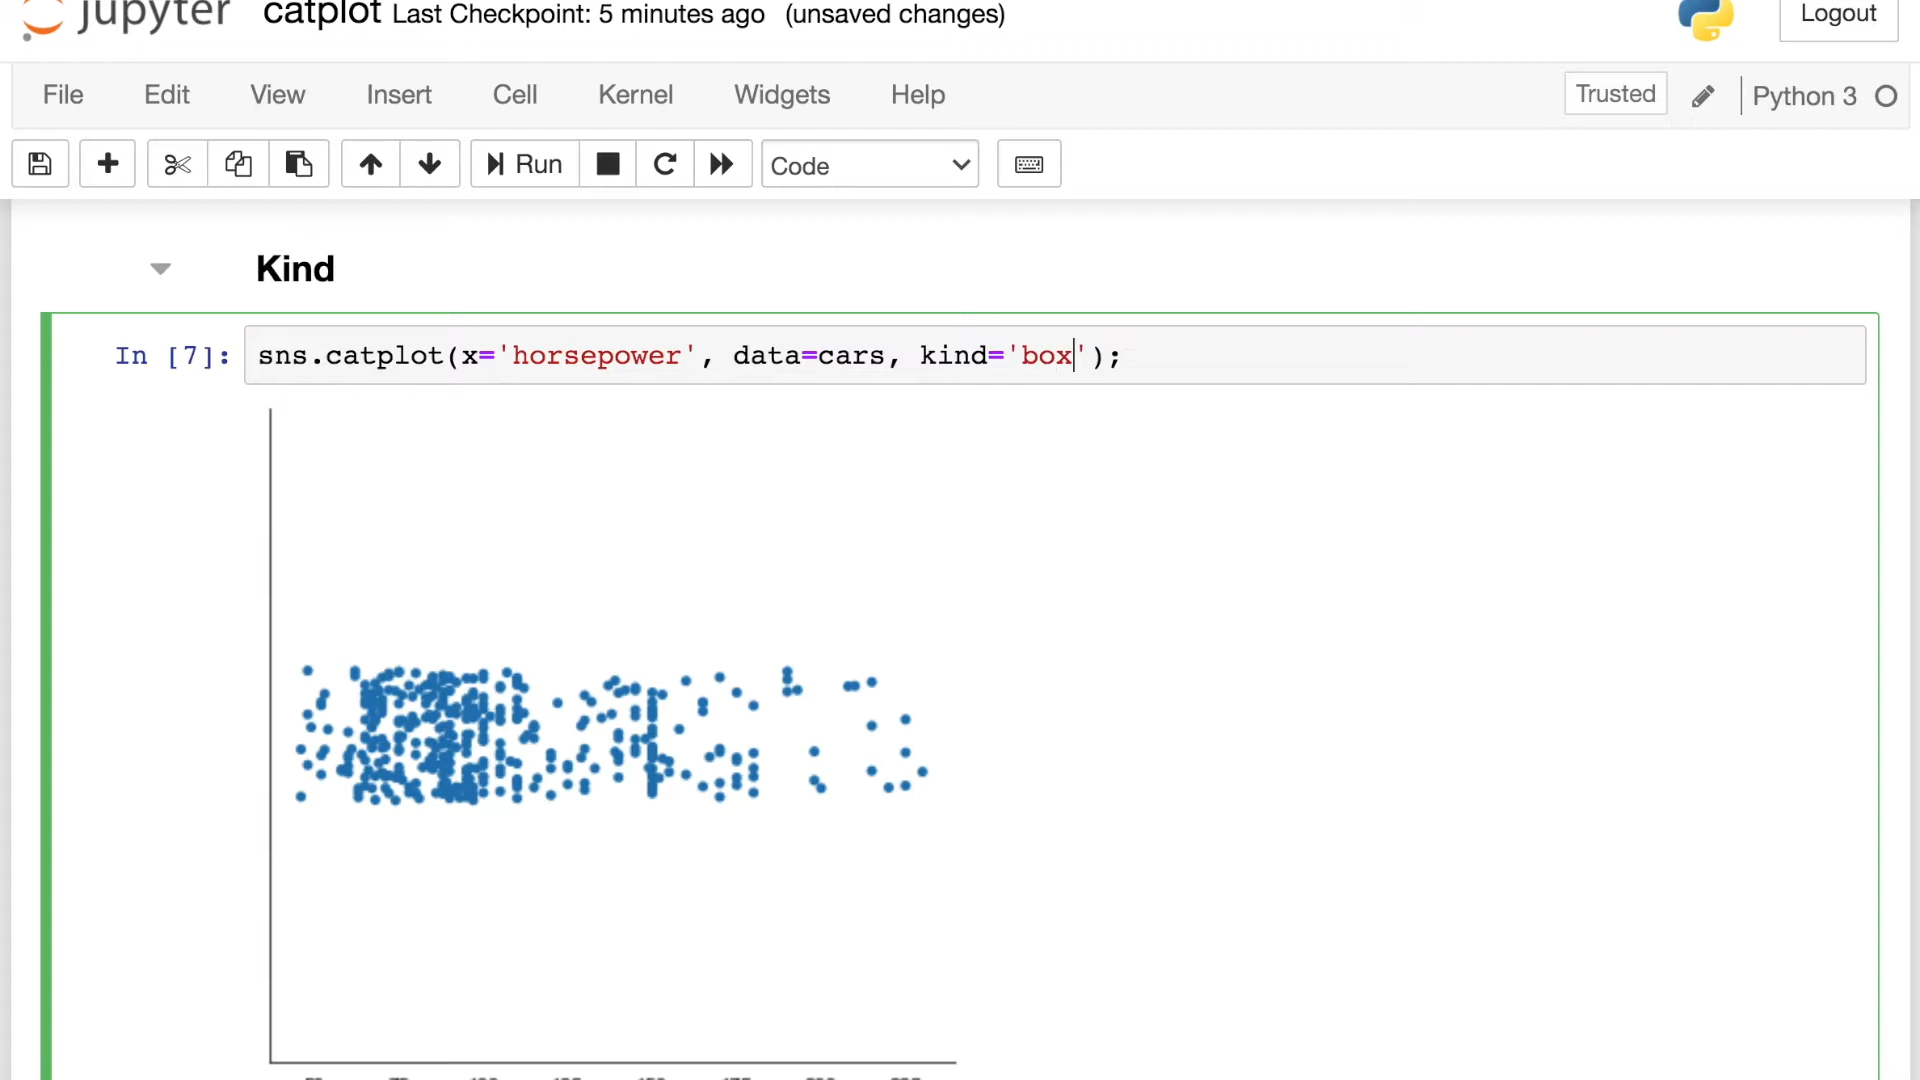 jupyter catplot Last Checkpoint: 5 minutes ago (unsaved changes) Logout
File Edit View Insert Cell Kernel Widgets Help Trusted Python 3
Run Code
Kind
In [7]: sns.catplot(x='horsepower', data=cars, kind='box');